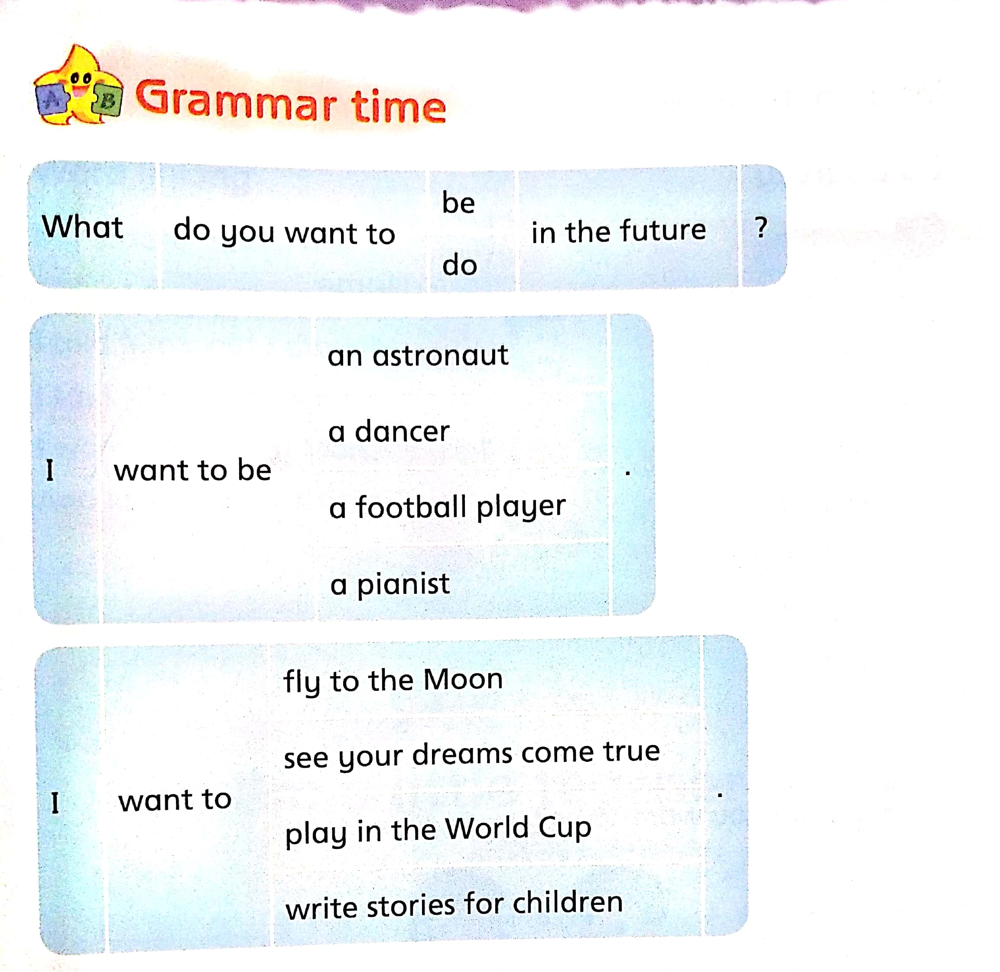 A B
Grammar time
What do you want to be in the future ?
do
an astronaut
a dancer
I want to be .
a football player
a pianist
fly to the Moon
see your dreams come true
I want to .
play in the World Cup
write stories for children